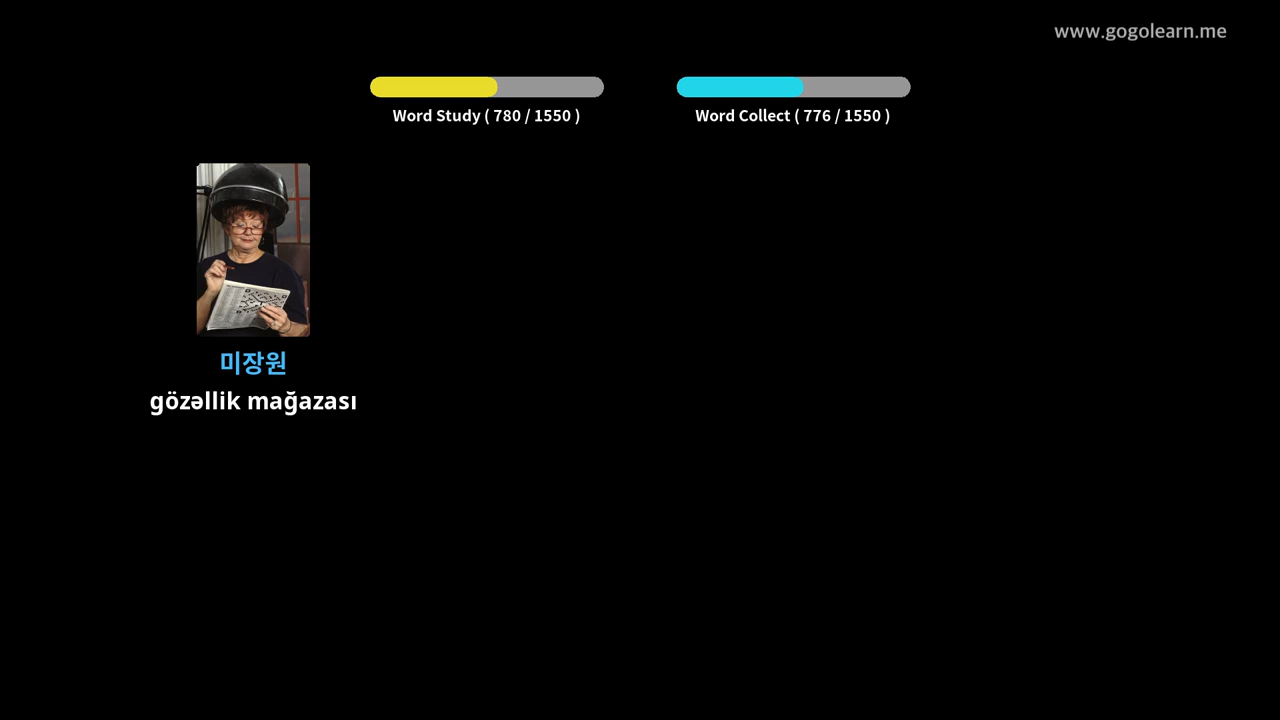 www.gogolearn.me
Word Study ( 780 / 1550 )
Word Collect ( 776 / 1550 )
미장원
gözəllik mağazası